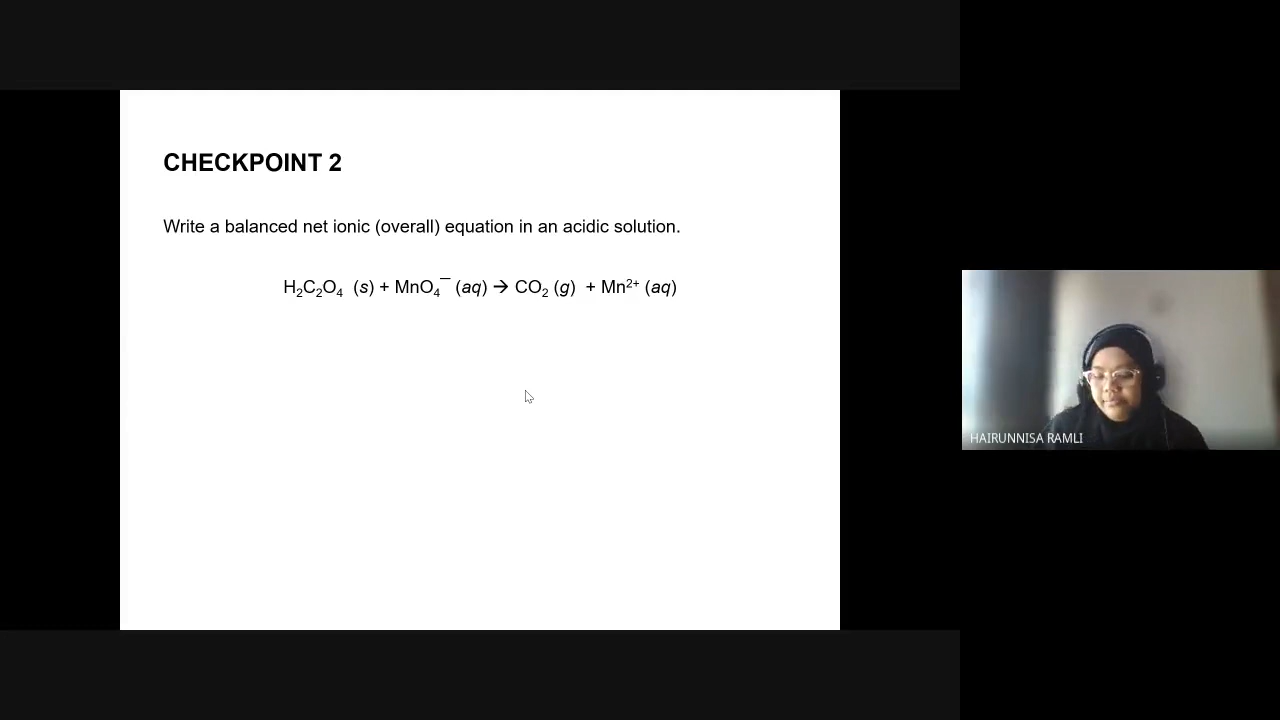 CHECKPOINT 2
Write a balanced net ionic (overall) equation in an acidic solution.
H₂C₂O₄ (s) + MnO₄⁻ (aq) → CO₂ (g) + Mn²⁺ (aq)
HAIRUNNISA RAMLI